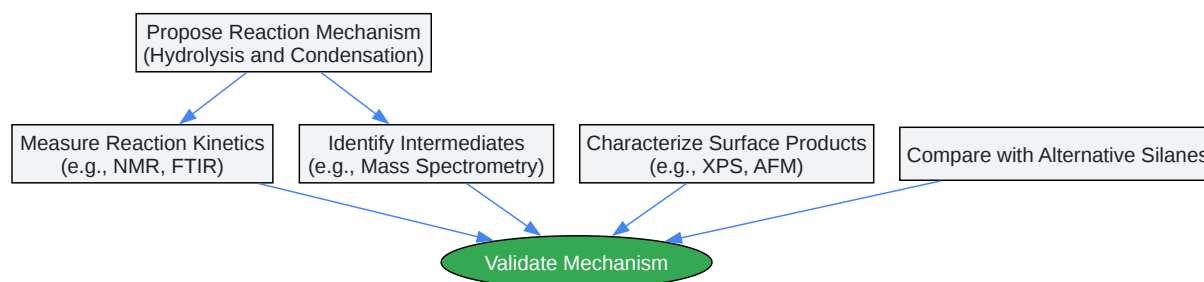 Propose Reaction Mechanism
(Hydrolysis and Condensation)
Measure Reaction Kinetics
(e.g., NMR, FTIR)
Identify Intermediates
(e.g., Mass Spectrometry)
Characterize Surface Products
(e.g., XPS, AFM)
Compare with Alternative Silanes
Validate Mechanism